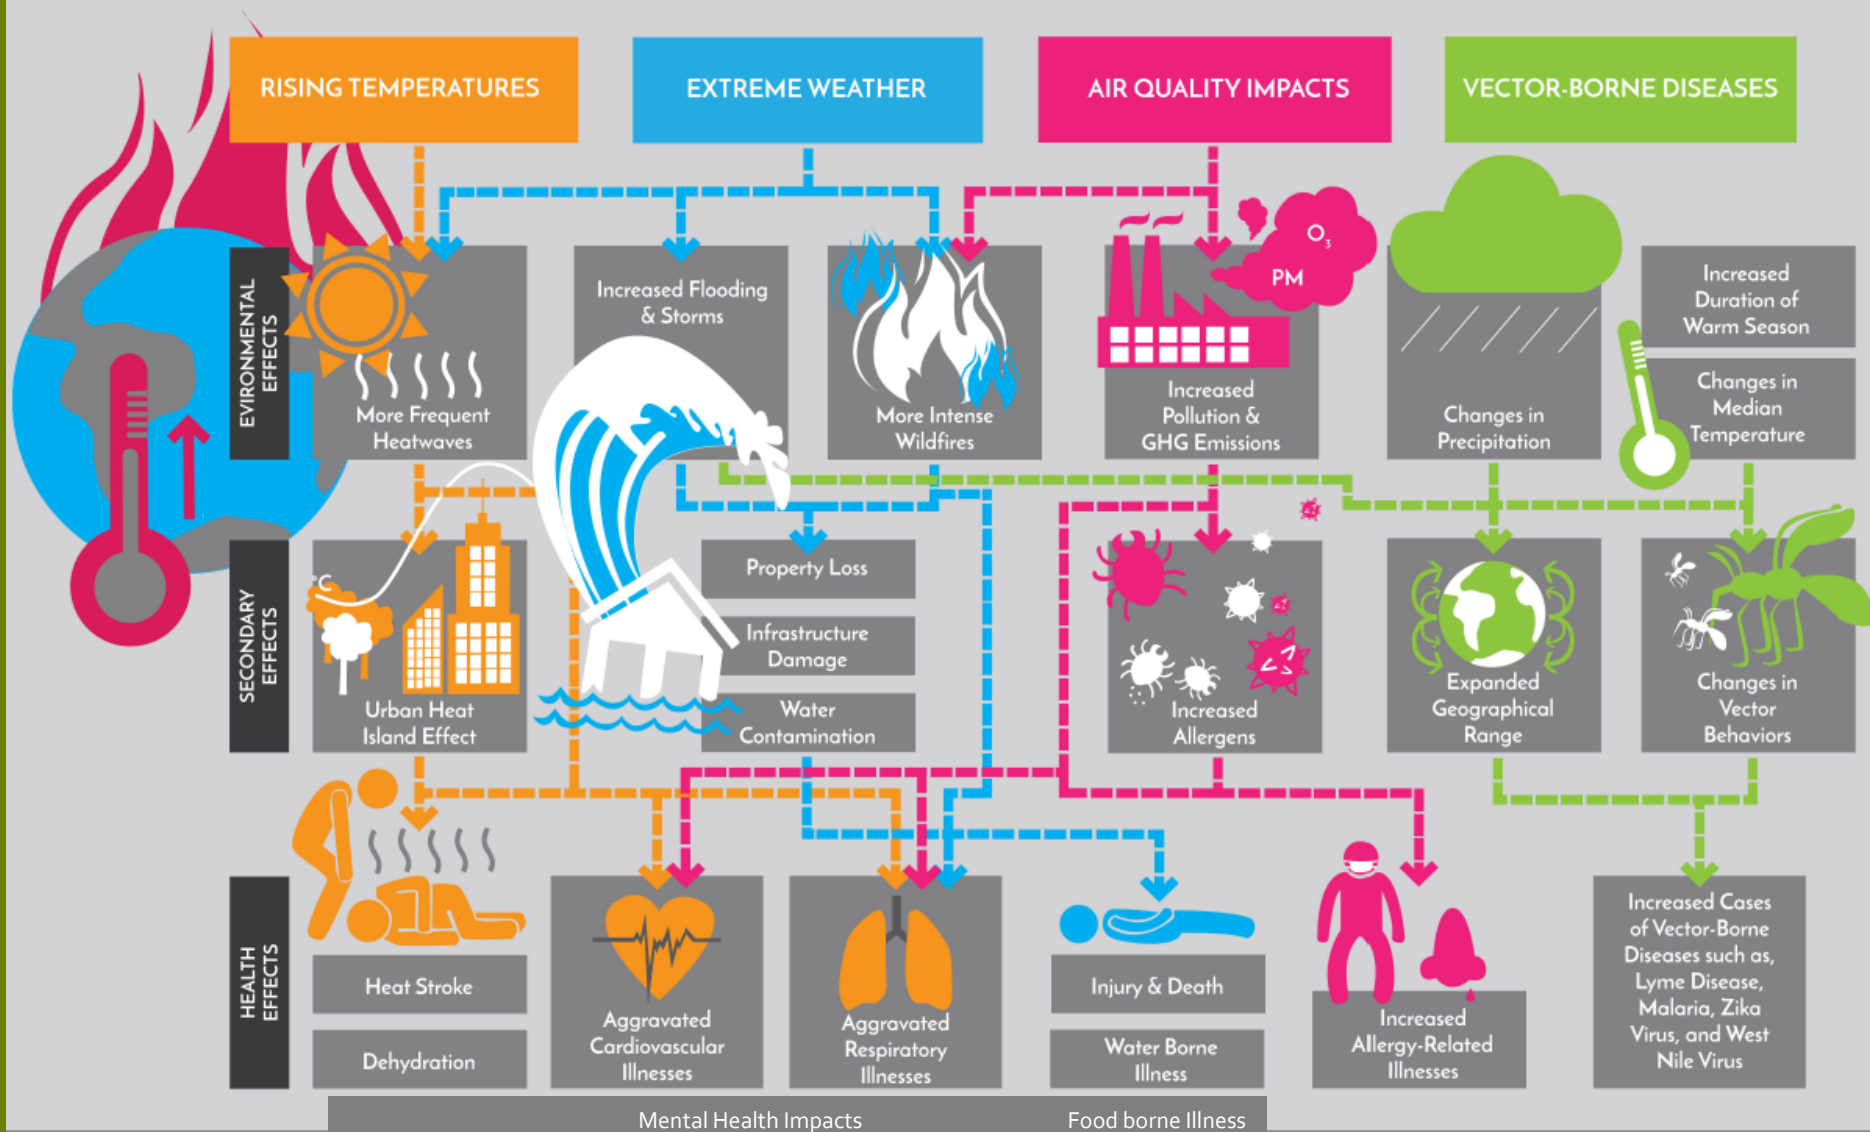 RISING TEMPERATURES
EXTREME WEATHER
AIR QUALITY IMPACTS
VECTOR-BORNE DISEASES
EVIRONMENTAL
EFFECTS
More Frequent
Heatwaves
Increased Flooding
& Storms
More Intense
Wildfires
O3
PM
Increased
Pollution &
GHG Emissions
Changes in
Precipitation
Increased
Duration of
Warm Season
Changes in
Median
Temperature
SECONDARY
EFFECTS
°C
Urban Heat
Island Effect
Property Loss
Infrastructure
Damage
Water
Contamination
Increased
Allergens
Expanded
Geographical
Range
Changes in
Vector
Behaviors
HEALTH
EFFECTS
Heat Stroke
Dehydration
Aggravated
Cardiovascular
Illnesses
Aggravated
Respiratory
Illnesses
Injury & Death
Water Borne
Illness
Increased
Allergy-Related
Illnesses
Increased Cases
of Vector-Borne
Diseases such as,
Lyme Disease,
Malaria, Zika
Virus, and West
Nile Virus
Mental Health Impacts
Food borne Illness